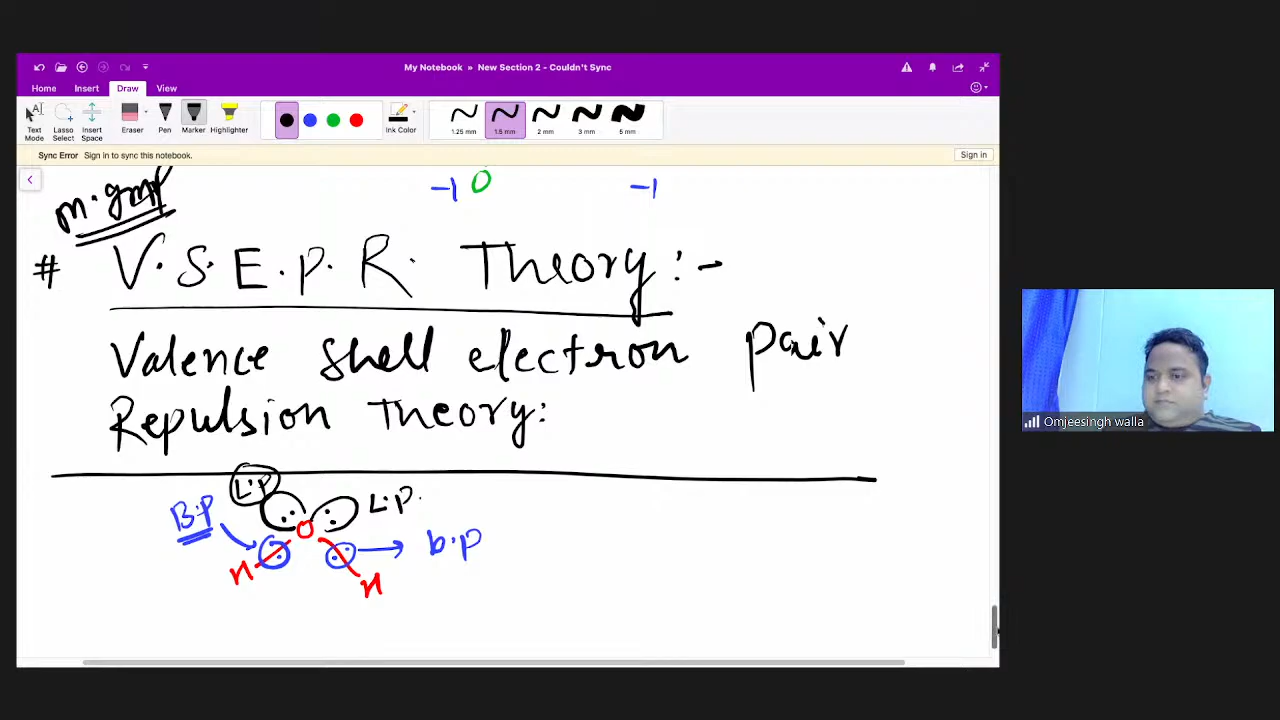 My Notebook » New Section 2 - Couldn't Sync
Home Insert Draw View
Text Mode Lasso Select Insert Space Eraser Pen Marker Highlighter Ink Color 1.25 mm 1.5 mm 2 mm 3 mm 5 mm
Sync Error Sign in to sync this notebook. Sign in
-1 0 -1
m.gmp
# V.S.E.P.R. Theory:-
Valence shell electron pair
Repulsion Theory:
L.P L.P.
B.P O b.p
H H
Omjeesingh walla